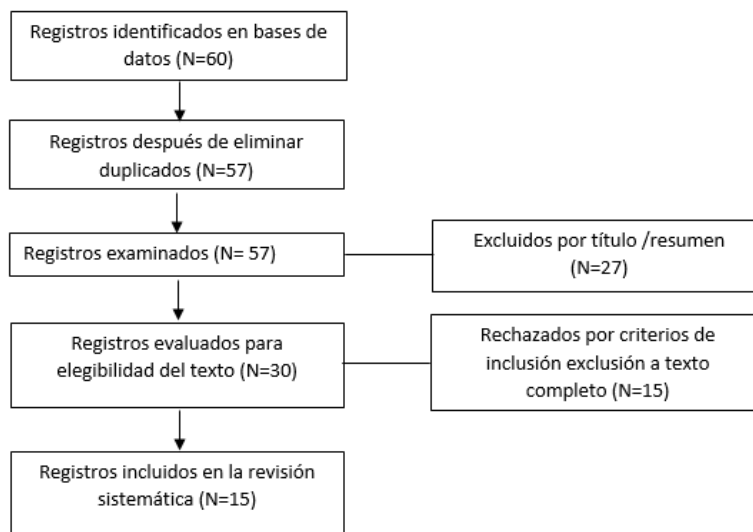 Registros identificados en bases de
datos (N=60)
Registros después de eliminar
duplicados (N=57)
Registros examinados (N= 57)
Excluidos por título /resumen
(N=27)
Registros evaluados para
elegibilidad del texto (N=30)
Rechazados por criterios de
inclusión exclusión a texto
completo (N=15)
Registros incluidos en la revisión
sistemática (N=15)